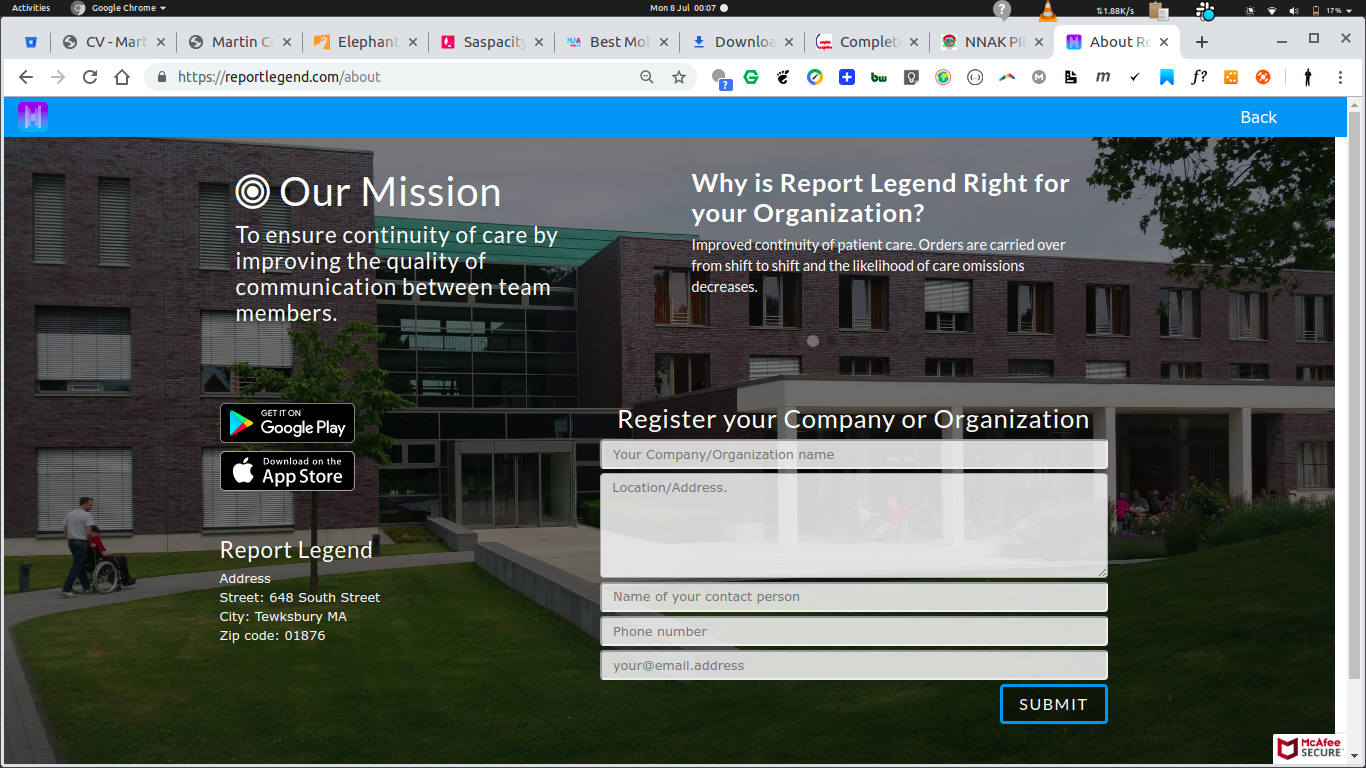 Activities
Google Chrome
Mon 8 Jul 00:07
1.88K/s
17%
CV - Mart
Martin C
Elephant
Saspacity
Best Mo
Downloa
Complet
NNAK PI
About Re
https://reportlegend.com/about
?
bw
m
f?
Back
Our Mission
To ensure continuity of care by
improving the quality of
communication between team
members.
Why is Report Legend Right for
your Organization?
Improved continuity of patient care. Orders are carried over
from shift to shift and the likelihood of care omissions
decreases.
GET IT ON
Google Play
Download on the
App Store
Report Legend
Address
Street: 648 South Street
City: Tewksbury MA
Zip code: 01876
Register your Company or Organization
Your Company/Organization name
Location/Address.
Name of your contact person
Phone number
your@email.address
SUBMIT
McAfee
SECURE